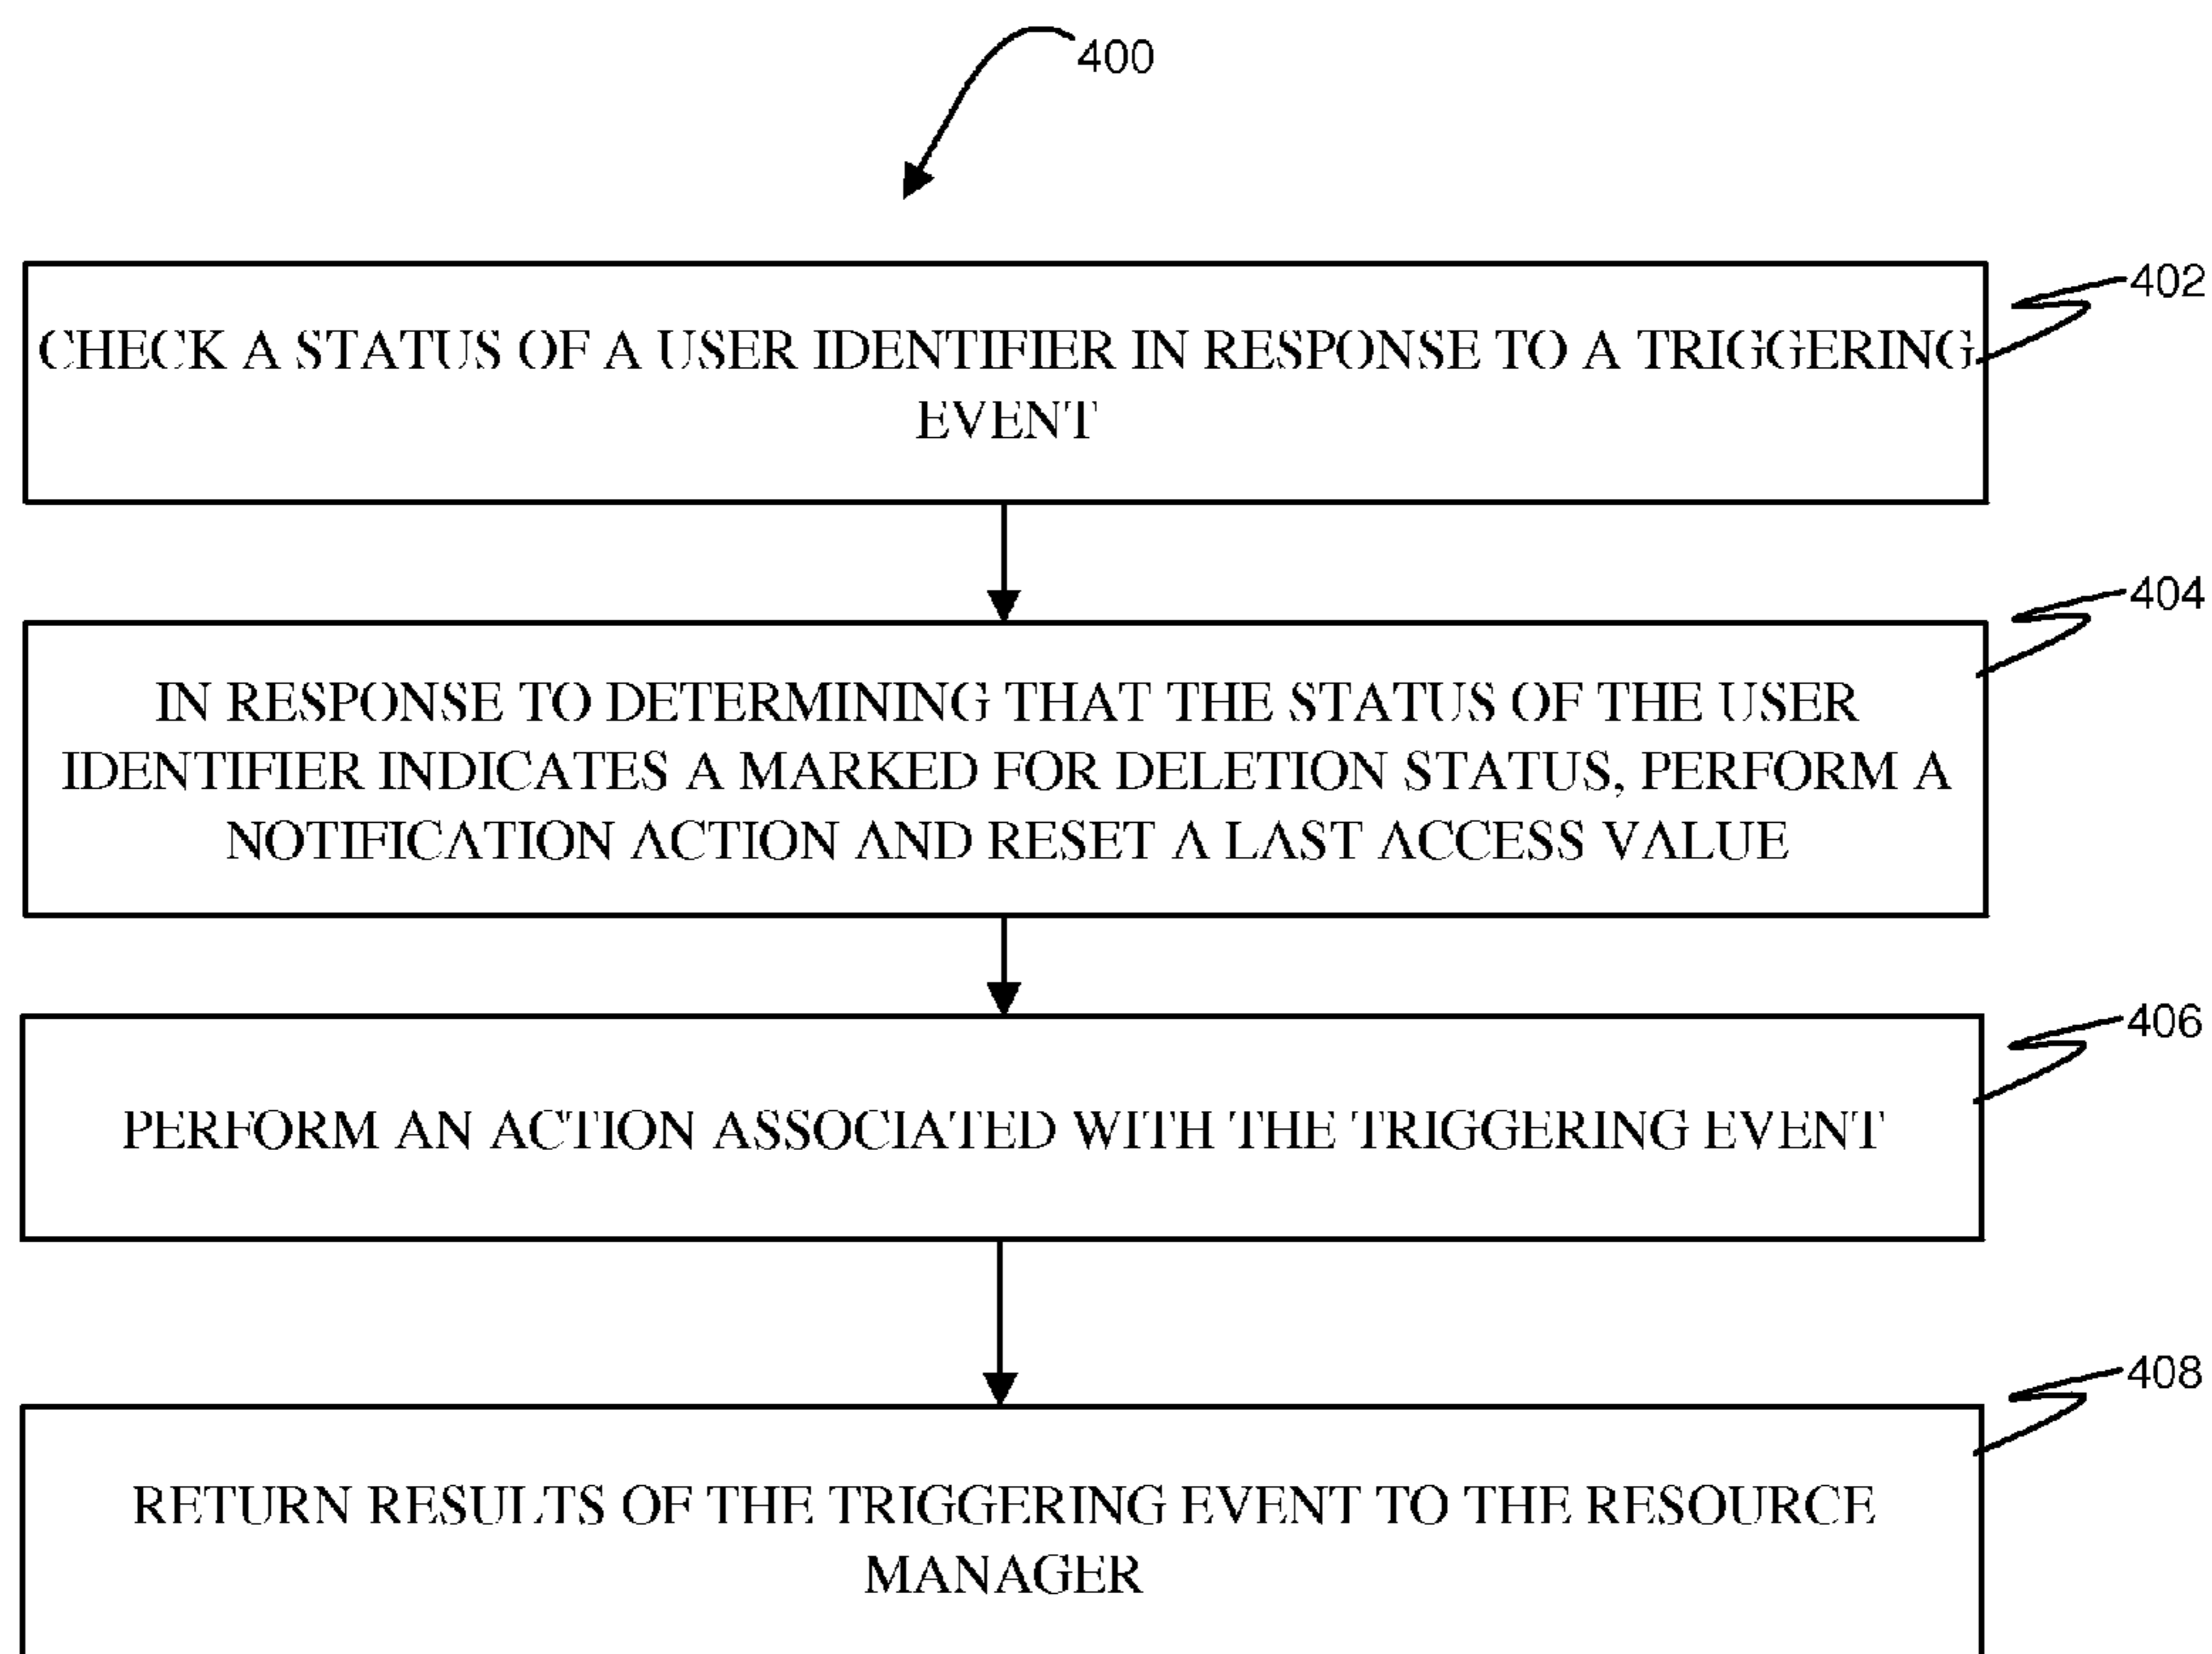 400
402
CHECK A STATUS OF A USER IDENTIFIER IN RESPONSE TO A TRIGGERING
EVENT
404
IN RESPONSE TO DETERMINING THAT THE STATUS OF THE USER
IDENTIFIER INDICATES A MARKED FOR DELETION STATUS, PERFORM A
NOTIFICATION ACTION AND RESET A LAST ACCESS VALUE
406
PERFORM AN ACTION ASSOCIATED WITH THE TRIGGERING EVENT
408
RETURN RESULTS OF THE TRIGGERING EVENT TO THE RESOURCE
MANAGER